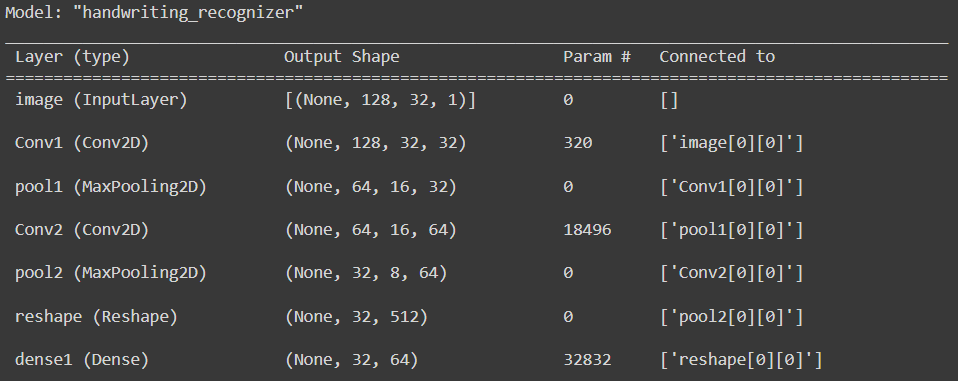 Model: "handwriting_recognizer"
Layer (type) Output Shape Param # Connected to
image (InputLayer) [(None, 128, 32, 1)] 0 []
Conv1 (Conv2D) (None, 128, 32, 32) 320 ['image[0][0]']
pool1 (MaxPooling2D) (None, 64, 16, 32) 0 ['Conv1[0][0]']
Conv2 (Conv2D) (None, 64, 16, 64) 18496 ['pool1[0][0]']
pool2 (MaxPooling2D) (None, 32, 8, 64) 0 ['Conv2[0][0]']
reshape (Reshape) (None, 32, 512) 0 ['pool2[0][0]']
dense1 (Dense) (None, 32, 64) 32832 ['reshape[0][0]']